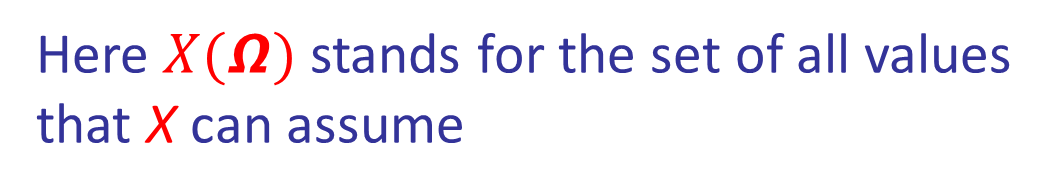 Here X(Ω) stands for the set of all values
that X can assume